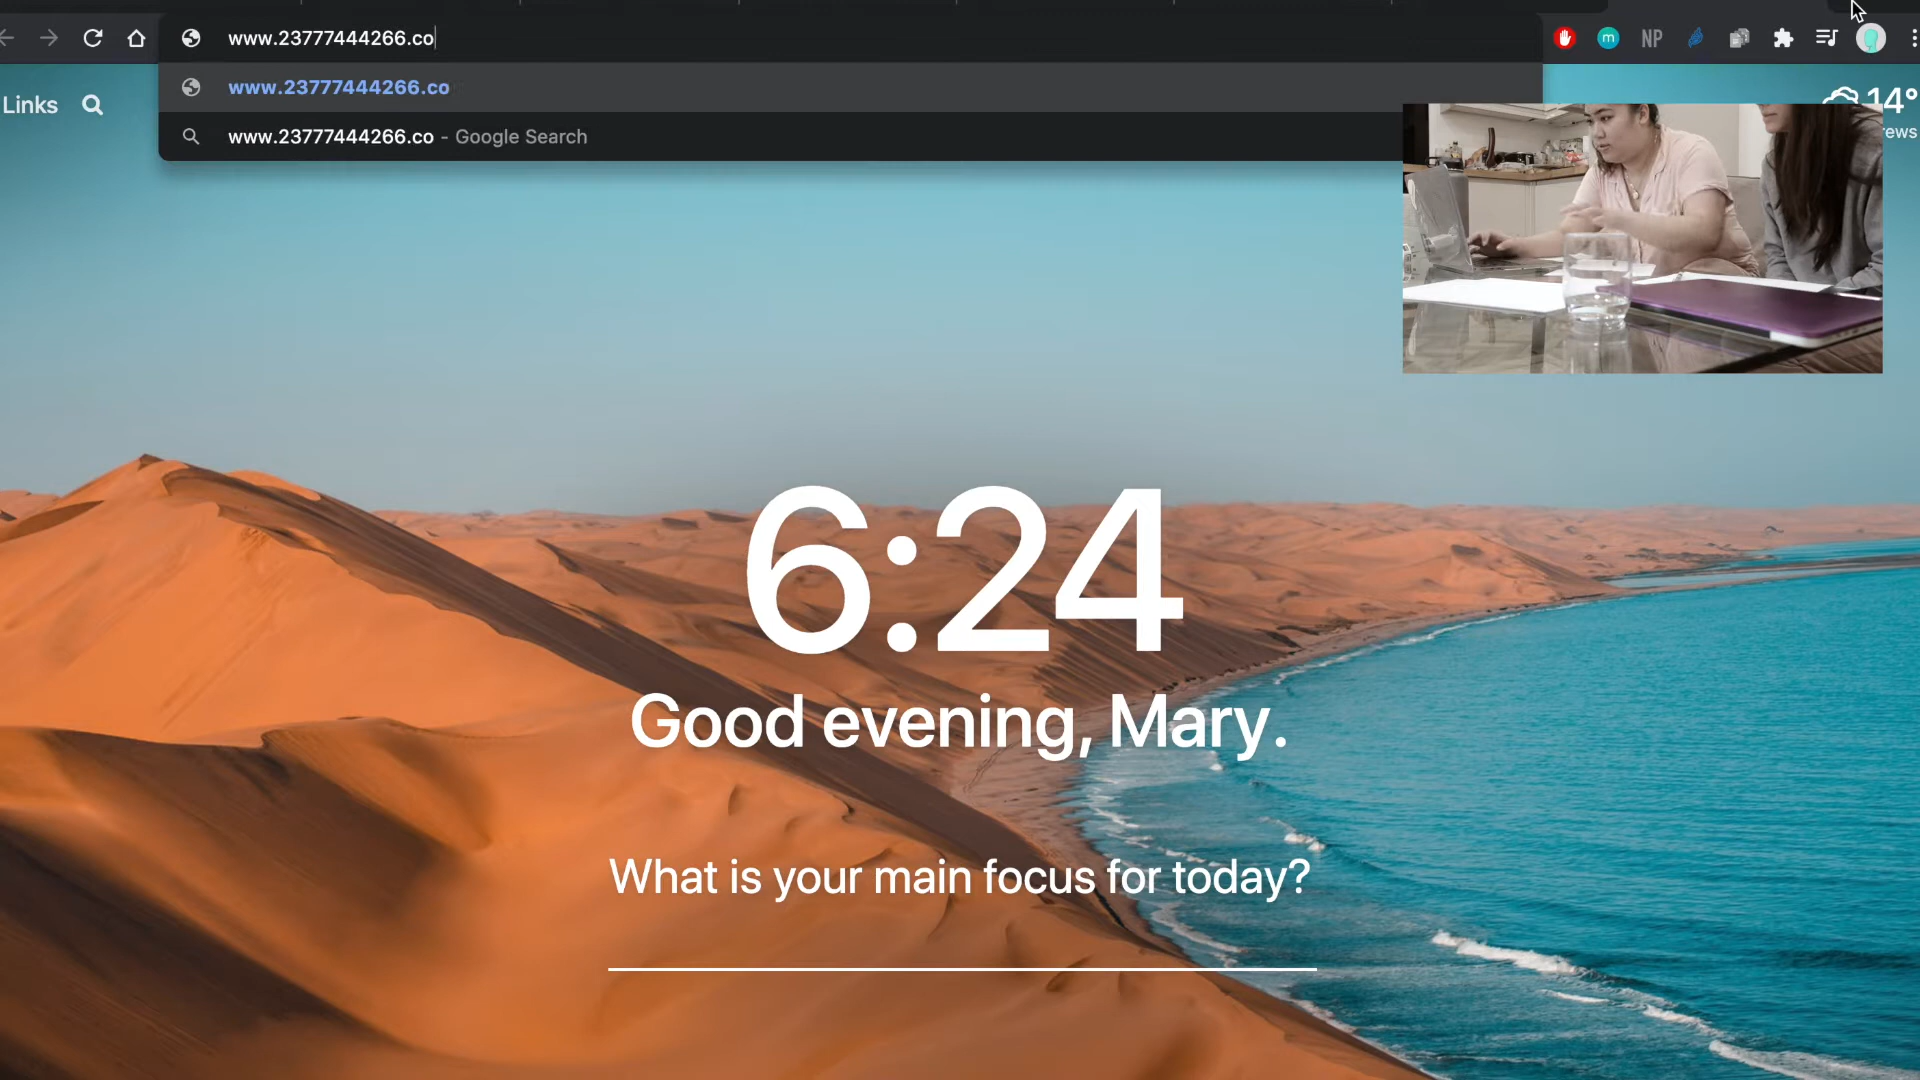 www.23777444266.co
www.23777444266.co
www.23777444266.co - Google Search
m
NP
Links
14°
6:24
Good evening, Mary.
What is your main focus for today?